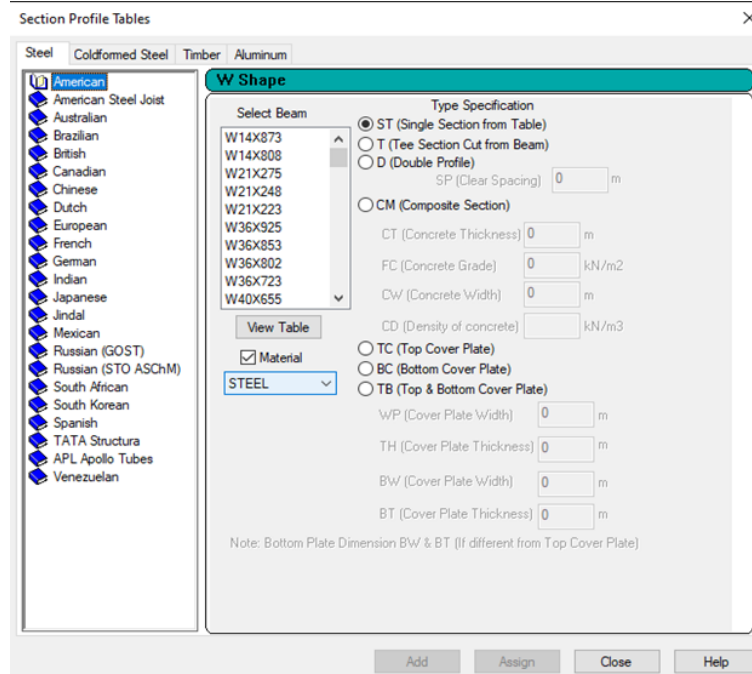 Section Profile Tables
Steel Coldformed Steel Timber Aluminum
American
American Steel Joist
Australian
Brazilian
British
Canadian
Chinese
Dutch
European
French
German
Indian
Japanese
Jindal
Mexican
Russian (GOST)
Russian (STO ASChM)
South African
South Korean
Spanish
TATA Structura
APL Apollo Tubes
Venezuelan
W Shape
Select Beam
W14X873
W14X808
W21X275
W21X248
W21X223
W36X925
W36X853
W36X802
W36X723
W40X655
View Table
Material
STEEL
Type Specification
ST (Single Section from Table)
T (Tee Section Cut from Beam)
D (Double Profile)
SP (Clear Spacing) 0 m
CM (Composite Section)
CT (Concrete Thickness) 0 m
FC (Concrete Grade) 0 kN/m2
CW (Concrete Width) 0 m
CD (Density of concrete) kN/m3
TC (Top Cover Plate)
BC (Bottom Cover Plate)
TB (Top & Bottom Cover Plate)
WP (Cover Plate Width) 0 m
TH (Cover Plate Thickness) 0 m
BW (Cover Plate Width) 0 m
BT (Cover Plate Thickness) 0 m
Note: Bottom Plate Dimension BW & BT (If different from Top Cover Plate)
Add Assign Close Help